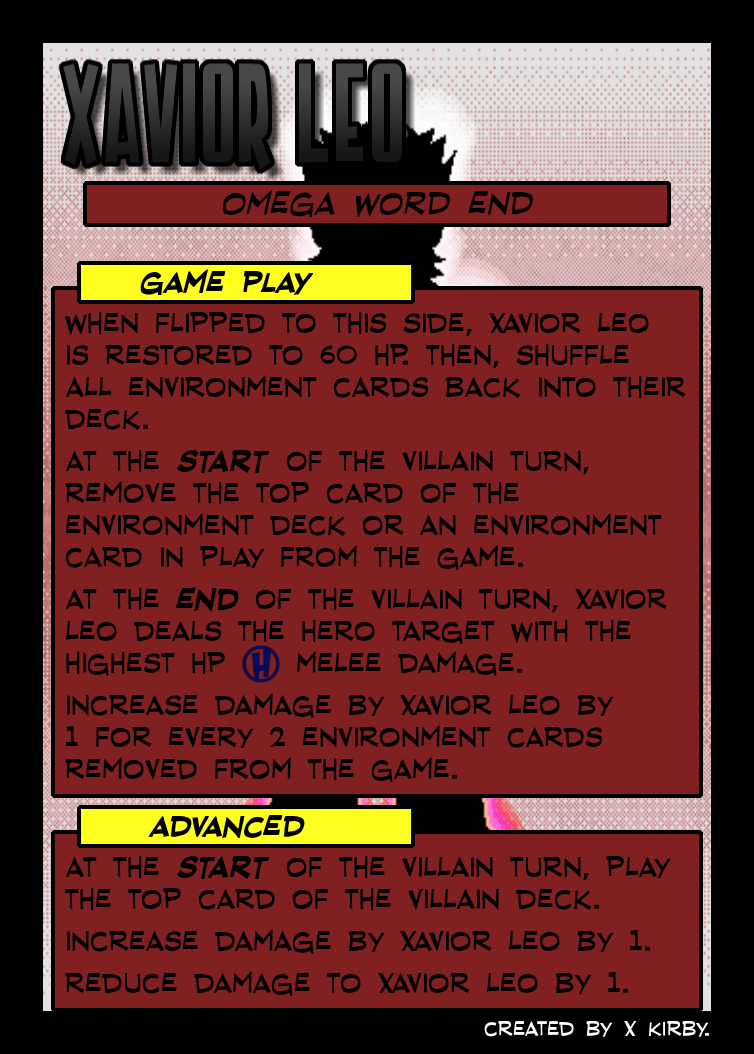 XAVIOR LEO
OMEGA WORD END
GAME PLAY
WHEN FLIPPED TO THIS SIDE, XAVIOR LEO
IS RESTORED TO 60 HP. THEN, SHUFFLE
ALL ENVIRONMENT CARDS BACK INTO THEIR
DECK.
AT THE START OF THE VILLAIN TURN,
REMOVE THE TOP CARD OF THE
ENVIRONMENT DECK OR AN ENVIRONMENT
CARD IN PLAY FROM THE GAME.
AT THE END OF THE VILLAIN TURN, XAVIOR
LEO DEALS THE HERO TARGET WITH THE
HIGHEST HP H MELEE DAMAGE.
INCREASE DAMAGE BY XAVIOR LEO BY
1 FOR EVERY 2 ENVIRONMENT CARDS
REMOVED FROM THE GAME.
ADVANCED
AT THE START OF THE VILLAIN TURN, PLAY
THE TOP CARD OF THE VILLAIN DECK.
INCREASE DAMAGE BY XAVIOR LEO BY 1.
REDUCE DAMAGE TO XAVIOR LEO BY 1.
CREATED BY X KIRBY.